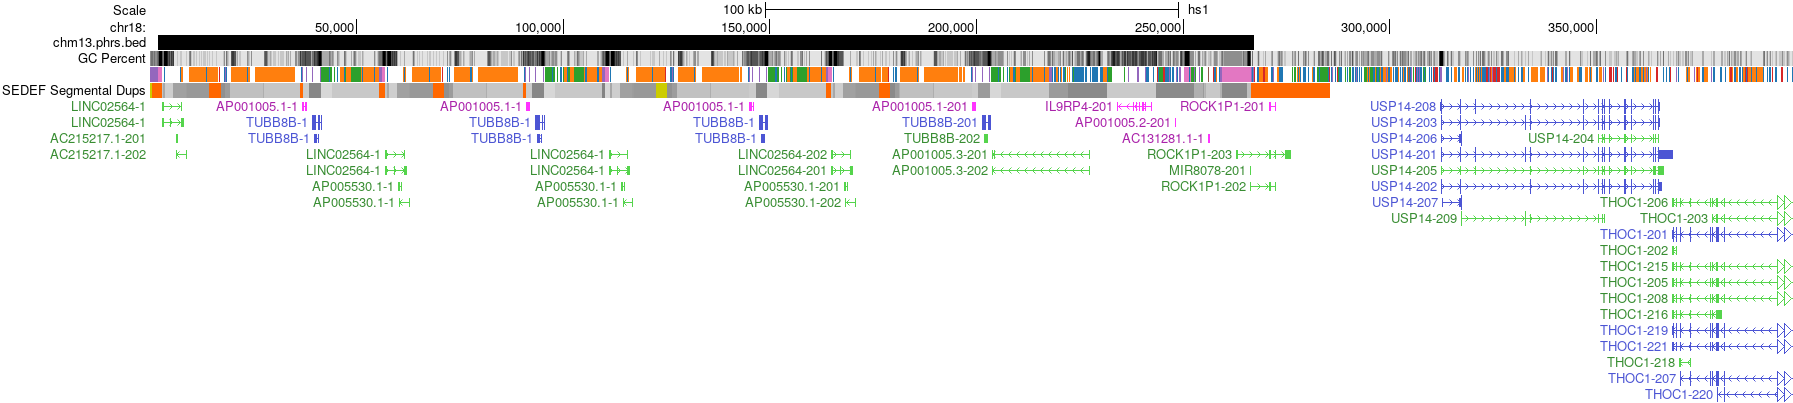 Scale 100 kb hs1
chr18: 50,000 100,000 150,000 200,000 250,000 300,000 350,000
chm13.phrs.bed
GC Percent
SEDEF Segmental Dups
LINC02564-1 AP001005.1-1 AP001005.1-1 AP001005.1-1 AP001005.1-201 IL9RP4-201 ROCK1P1-201 USP14-208
LINC02564-1 TUBB8B-1 TUBB8B-1 TUBB8B-1 TUBB8B-201 AP001005.2-201 USP14-203
AC215217.1-201 TUBB8B-1 TUBB8B-1 TUBB8B-1 TUBB8B-202 AC131281.1-1 USP14-206 USP14-204
AC215217.1-202 LINC02564-1 LINC02564-1 LINC02564-202 AP001005.3-201 ROCK1P1-203 USP14-201
LINC02564-1 LINC02564-1 LINC02564-201 AP001005.3-202 MIR8078-201 USP14-205
AP005530.1-1 AP005530.1-1 AP005530.1-201 ROCK1P1-202 USP14-202
AP005530.1-1 AP005530.1-1 AP005530.1-202 USP14-207 THOC1-206
USP14-209 THOC1-203
THOC1-201
THOC1-202
THOC1-215
THOC1-205
THOC1-208
THOC1-216
THOC1-219
THOC1-221
THOC1-218
THOC1-207
THOC1-220